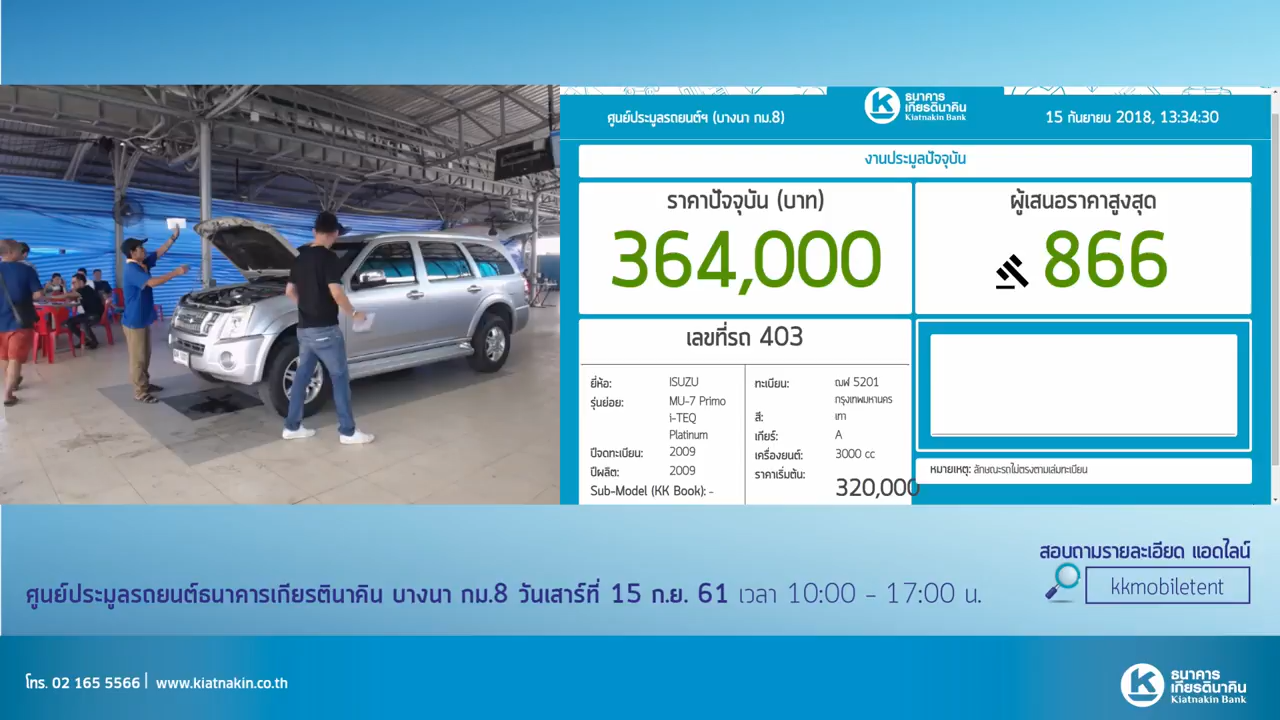 ศูนย์ประมูลรถยนต์ฯ (บางนา กม.8)
ธนาคาร
เกียรตินาคิน
Kiatnakin Bank
15 กันยายน 2018, 13:34:30
งานประมูลปัจจุบัน
ราคาปัจจุบัน (บาท)
364,000
ผู้เสนอราคาสูงสุด
866
เลขที่รถ 403
ยี่ห้อ: ISUZU
รุ่นย่อย: MU-7 Primo
i-TEQ
Platinum
ปีจดทะเบียน: 2009
ปีผลิต: 2009
Sub-Model (KK Book): -
ทะเบียน: ฌฬ 5201
กรุงเทพมหานคร
สี: เทา
เกียร์: A
เครื่องยนต์: 3000 cc
ราคาเริ่มต้น:
320,000
หมายเหตุ: ลักษณะรถไม่ตรงตามเล่มทะเบียน
สอบถามรายละเอียด แอดไลน์
kkmobiletent
ศูนย์ประมูลรถยนต์ธนาคารเกียรตินาคิน บางนา กม.8 วันเสาร์ที่ 15 ก.ย. 61 เวลา 10:00 - 17:00 น.
โทร. 02 165 5566 | www.kiatnakin.co.th
ธนาคาร
เกียรตินาคิน
Kiatnakin Bank